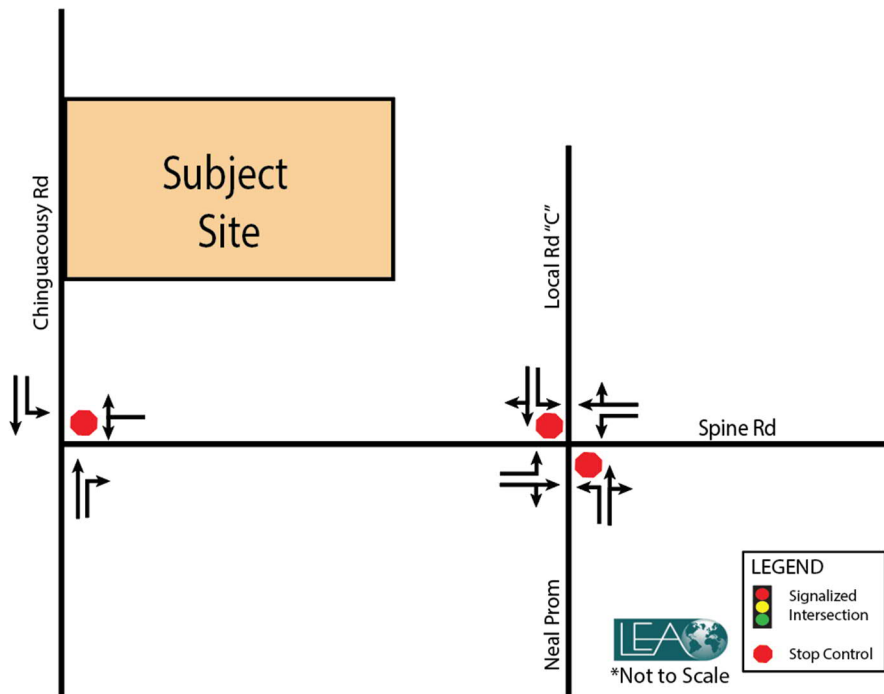 Chinguacousy Rd
Subject
Site
Local Rd "C"
Spine Rd
Neal Prom
LEA
*Not to Scale
LEGEND
Signalized
Intersection
Stop Control